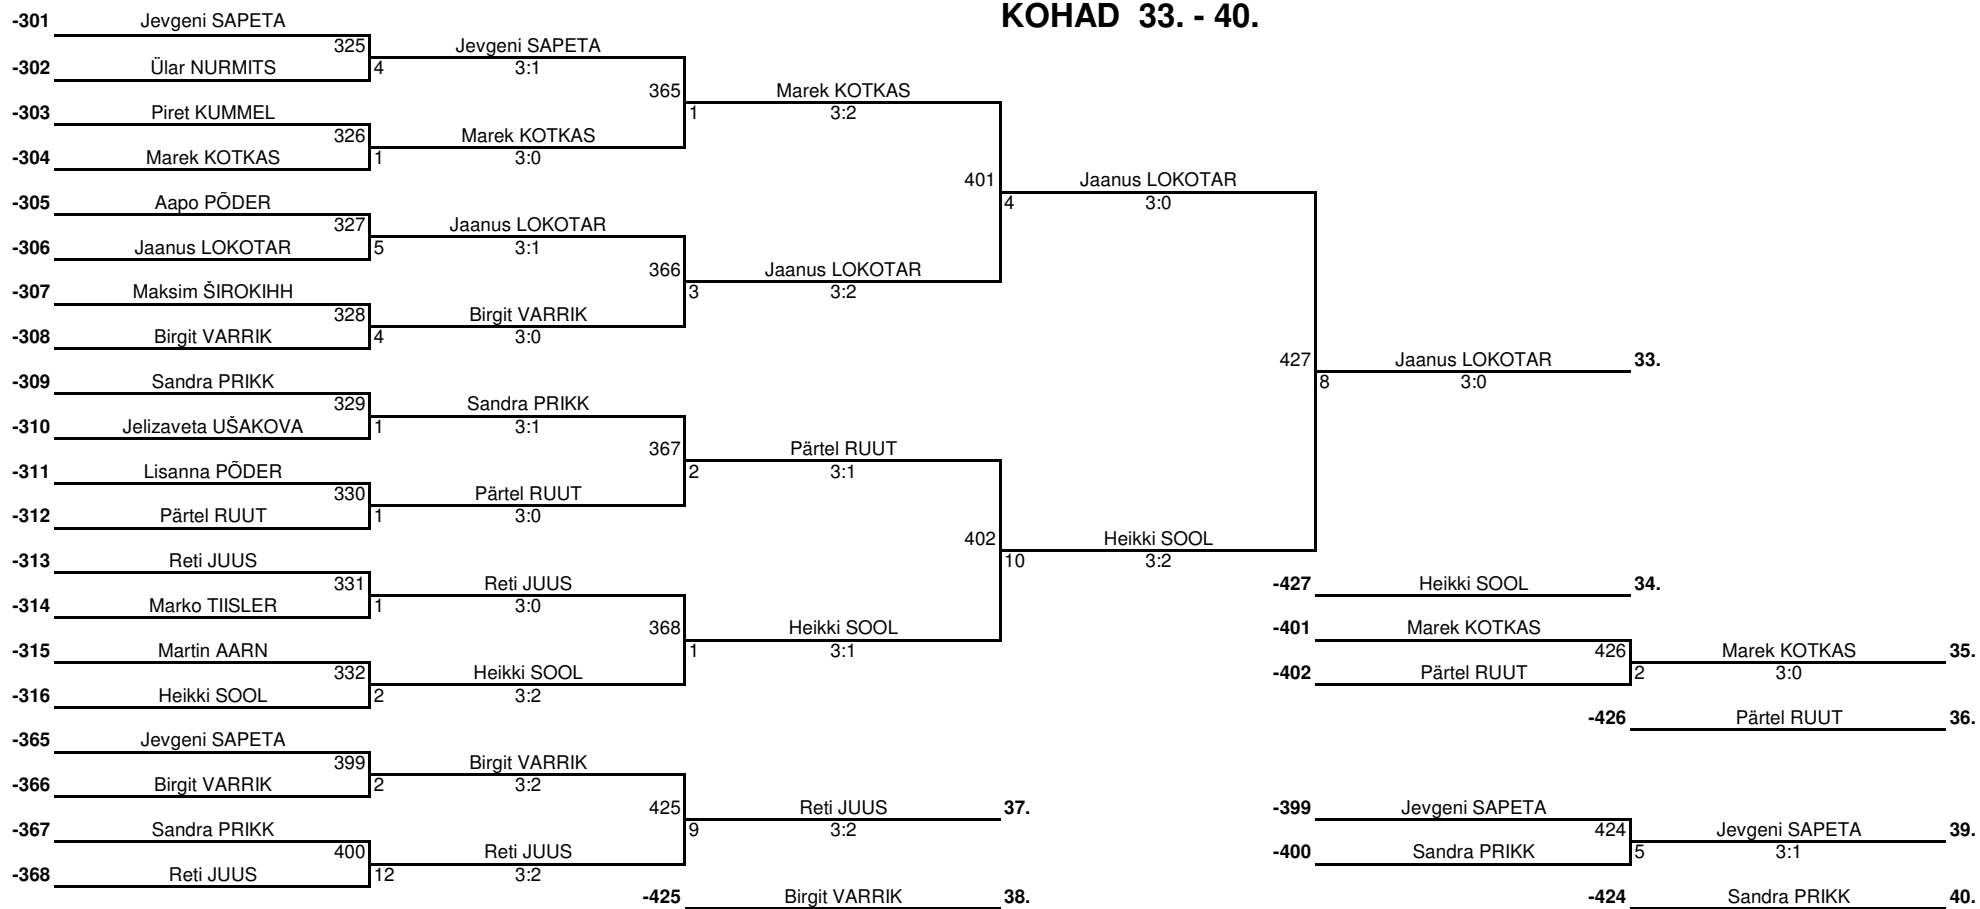 KOHAD 33. - 40.
-301 Jevgeni SAPETA
325 Jevgeni SAPETA
-302 Ülar NURMITS 4 3:1
365 Marek KOTKAS
-303 Piret KUMMEL 1 3:2
326 Marek KOTKAS
-304 Marek KOTKAS 1 3:0
401 Jaanus LOKOTAR
-305 Aapo PÕDER 4 3:0
327 Jaanus LOKOTAR
-306 Jaanus LOKOTAR 5 3:1
366 Jaanus LOKOTAR
-307 Maksim ŠIROKIHH 3 3:2
328 Birgit VARRIK
-308 Birgit VARRIK 4 3:0
427 Jaanus LOKOTAR 33.
-309 Sandra PRIKK 8 3:0
329 Sandra PRIKK
-310 Jelizaveta UŠAKOVA 1 3:1
367 Pärtel RUUT
-311 Lisanna PÕDER 2 3:1
330 Pärtel RUUT
-312 Pärtel RUUT 1 3:0
402 Heikki SOOL
-313 Reti JUUS 10 3:2
331 Reti JUUS -427 Heikki SOOL 34.
-314 Marko TIISLER 1 3:0
368 Heikki SOOL -401 Marek KOTKAS
-315 Martin AARN 1 3:1 426 Marek KOTKAS 35.
332 Heikki SOOL -402 Pärtel RUUT 2 3:0
-316 Heikki SOOL 2 3:2
-426 Pärtel RUUT 36.
-365 Jevgeni SAPETA
399 Birgit VARRIK
-366 Birgit VARRIK 2 3:2
425 Reti JUUS 37. -399 Jevgeni SAPETA
-367 Sandra PRIKK 9 3:2 424 Jevgeni SAPETA 39.
400 Reti JUUS -400 Sandra PRIKK 5 3:1
-368 Reti JUUS 12 3:2
-425 Birgit VARRIK 38. -424 Sandra PRIKK 40.